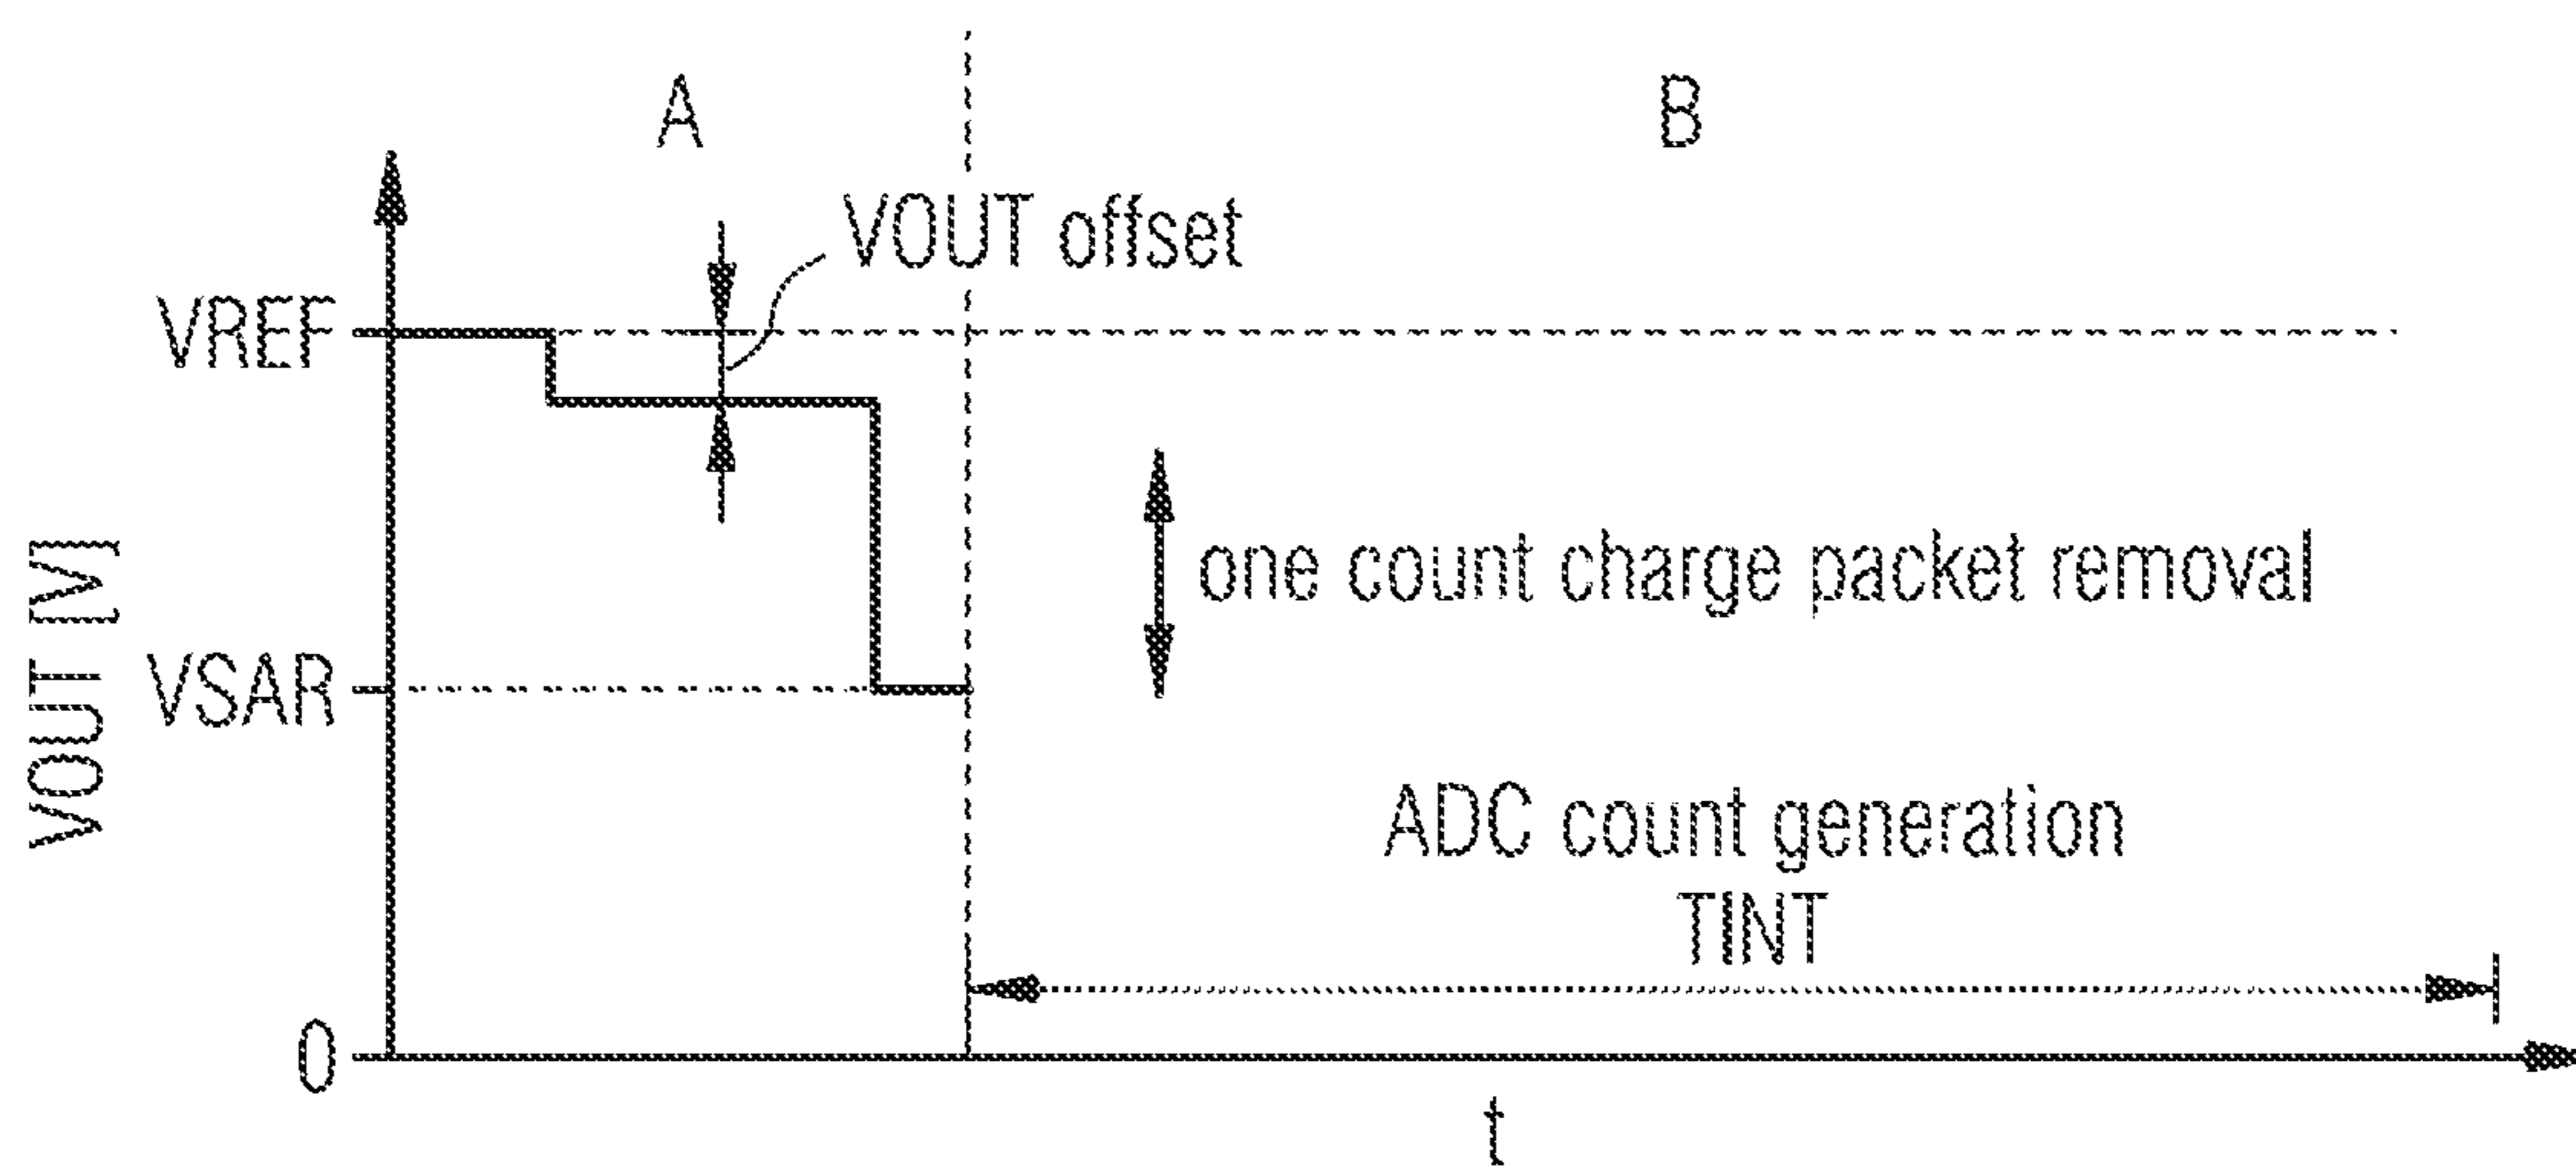 A
B
VOUT offset
VREF
one count charge packet removal
VOUT [V]
VSAR
ADC count generation
TINT
0
t